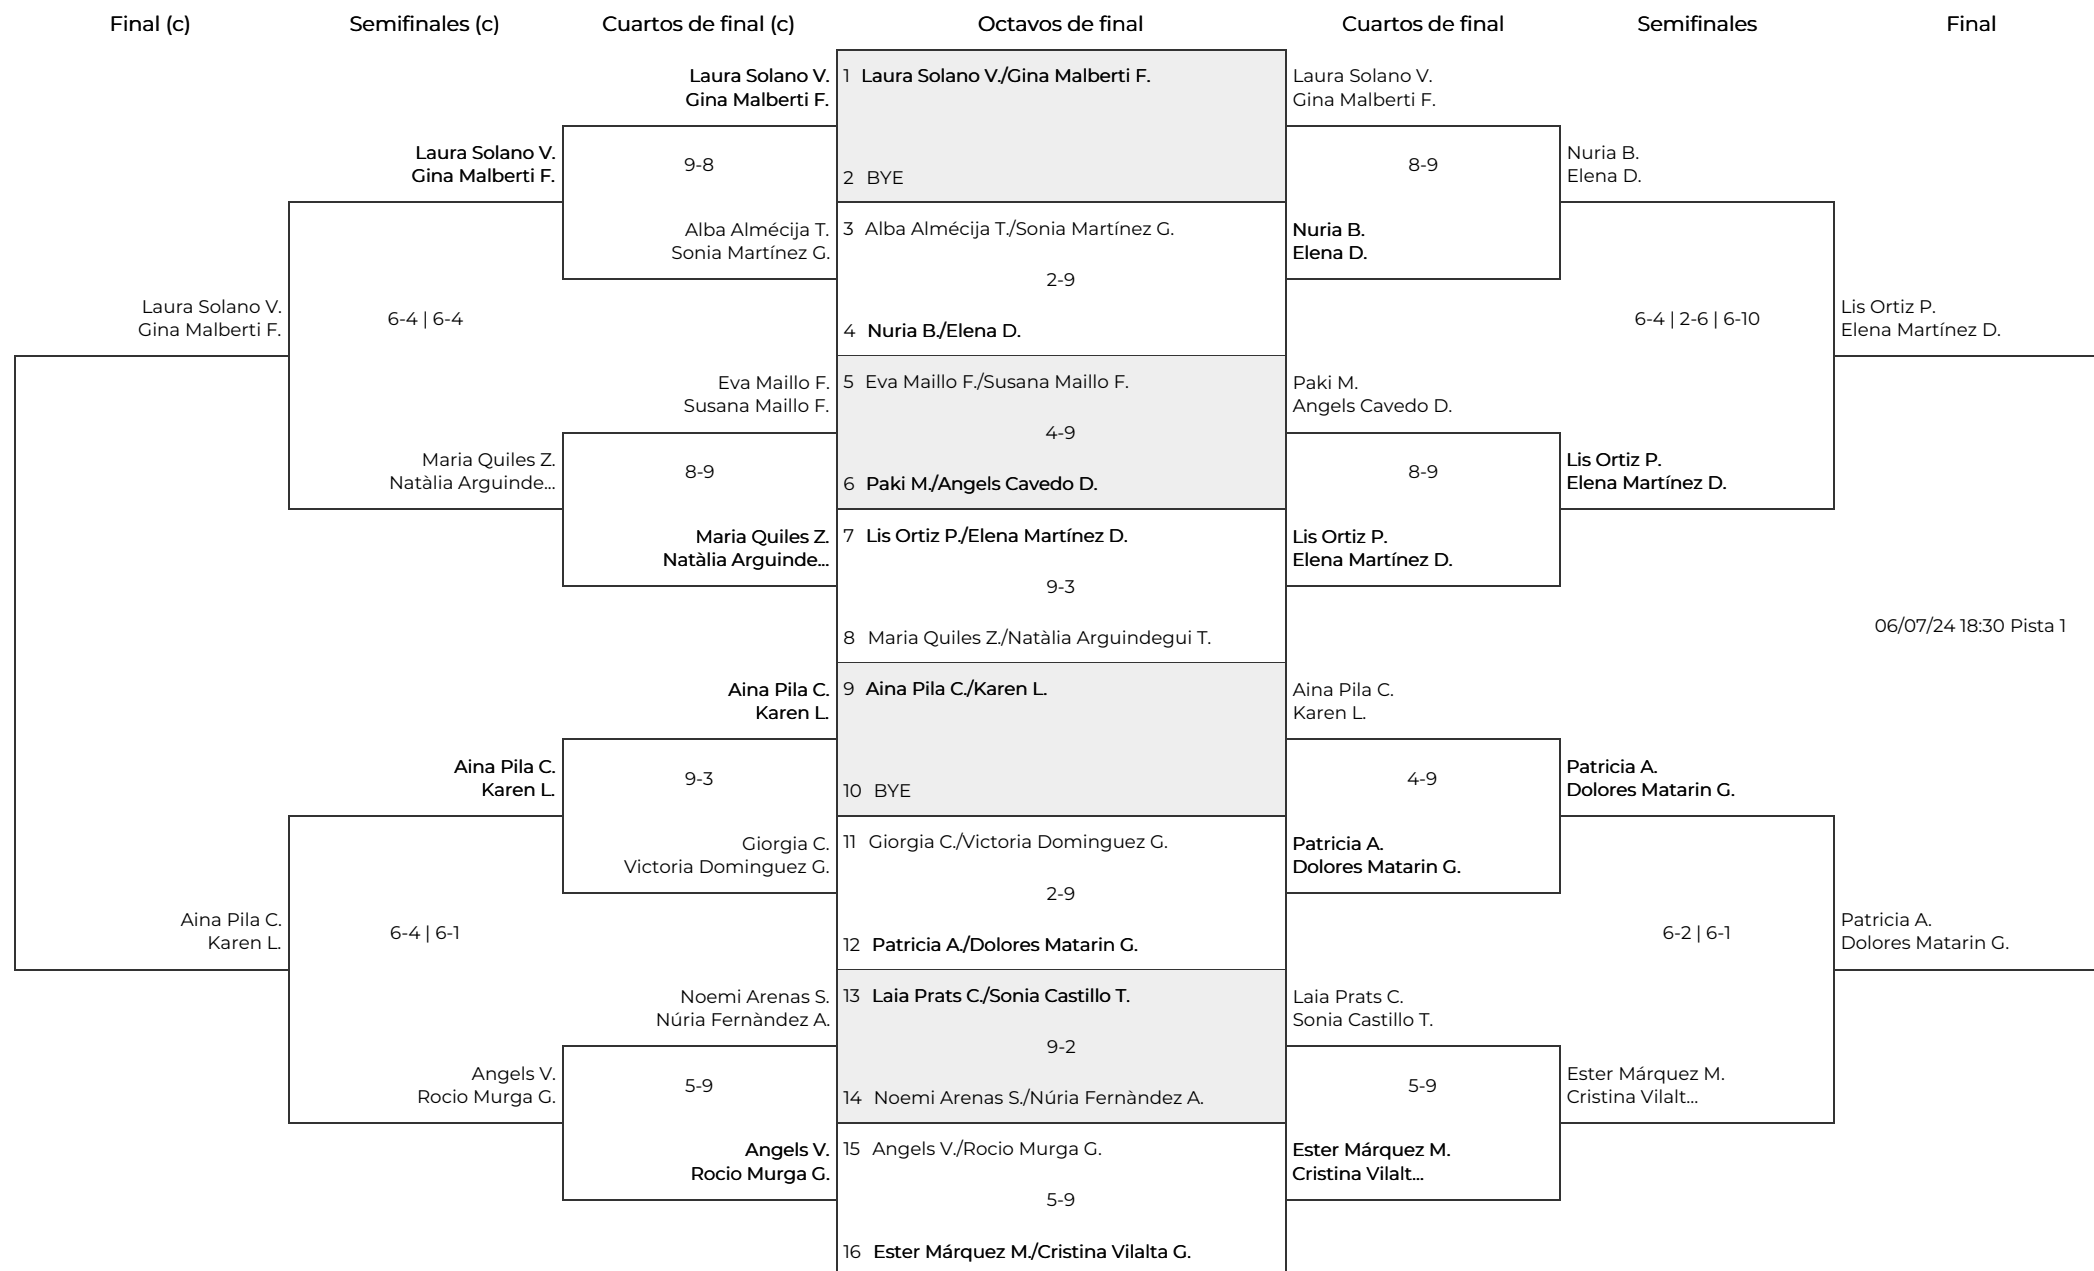 Final (c)
Semifinales (c)
Cuartos de final (c)
Octavos de final
Cuartos de final
Semifinales
Final
Laura Solano V.
Gina Malberti F.
Aina Pila C.
Karen L.
Laura Solano V.
Gina Malberti F.
6-4 | 6-4
Maria Quiles Z.
Natàlia Arguinde...
Aina Pila C.
Karen L.
6-4 | 6-1
Angels V.
Rocio Murga G.
Laura Solano V.
Gina Malberti F.
9-8
Alba Almécija T.
Sonia Martínez G.
Eva Maillo F.
Susana Maillo F.
8-9
Maria Quiles Z.
Natàlia Arguinde...
Aina Pila C.
Karen L.
9-3
Giorgia C.
Victoria Dominguez G.
Noemi Arenas S.
Núria Fernàndez A.
5-9
Angels V.
Rocio Murga G.
1 Laura Solano V./Gina Malberti F.
2 BYE
3 Alba Almécija T./Sonia Martínez G.
2-9
4 Nuria B./Elena D.
5 Eva Maillo F./Susana Maillo F.
4-9
6 Paki M./Angels Cavedo D.
7 Lis Ortiz P./Elena Martínez D.
9-3
8 Maria Quiles Z./Natàlia Arguindegui T.
9 Aina Pila C./Karen L.
10 BYE
11 Giorgia C./Victoria Dominguez G.
2-9
12 Patricia A./Dolores Matarin G.
13 Laia Prats C./Sonia Castillo T.
9-2
14 Noemi Arenas S./Núria Fernàndez A.
15 Angels V./Rocio Murga G.
5-9
16 Ester Márquez M./Cristina Vilalta G.
Laura Solano V.
Gina Malberti F.
8-9
Nuria B.
Elena D.
Paki M.
Angels Cavedo D.
8-9
Lis Ortiz P.
Elena Martínez D.
Aina Pila C.
Karen L.
4-9
Patricia A.
Dolores Matarin G.
Laia Prats C.
Sonia Castillo T.
5-9
Ester Márquez M.
Cristina Vilalt...
Nuria B.
Elena D.
6-4 | 2-6 | 6-10
Lis Ortiz P.
Elena Martínez D.
Patricia A.
Dolores Matarin G.
6-2 | 6-1
Ester Márquez M.
Cristina Vilalt...
Lis Ortiz P.
Elena Martínez D.
06/07/24 18:30 Pista 1
Patricia A.
Dolores Matarin G.